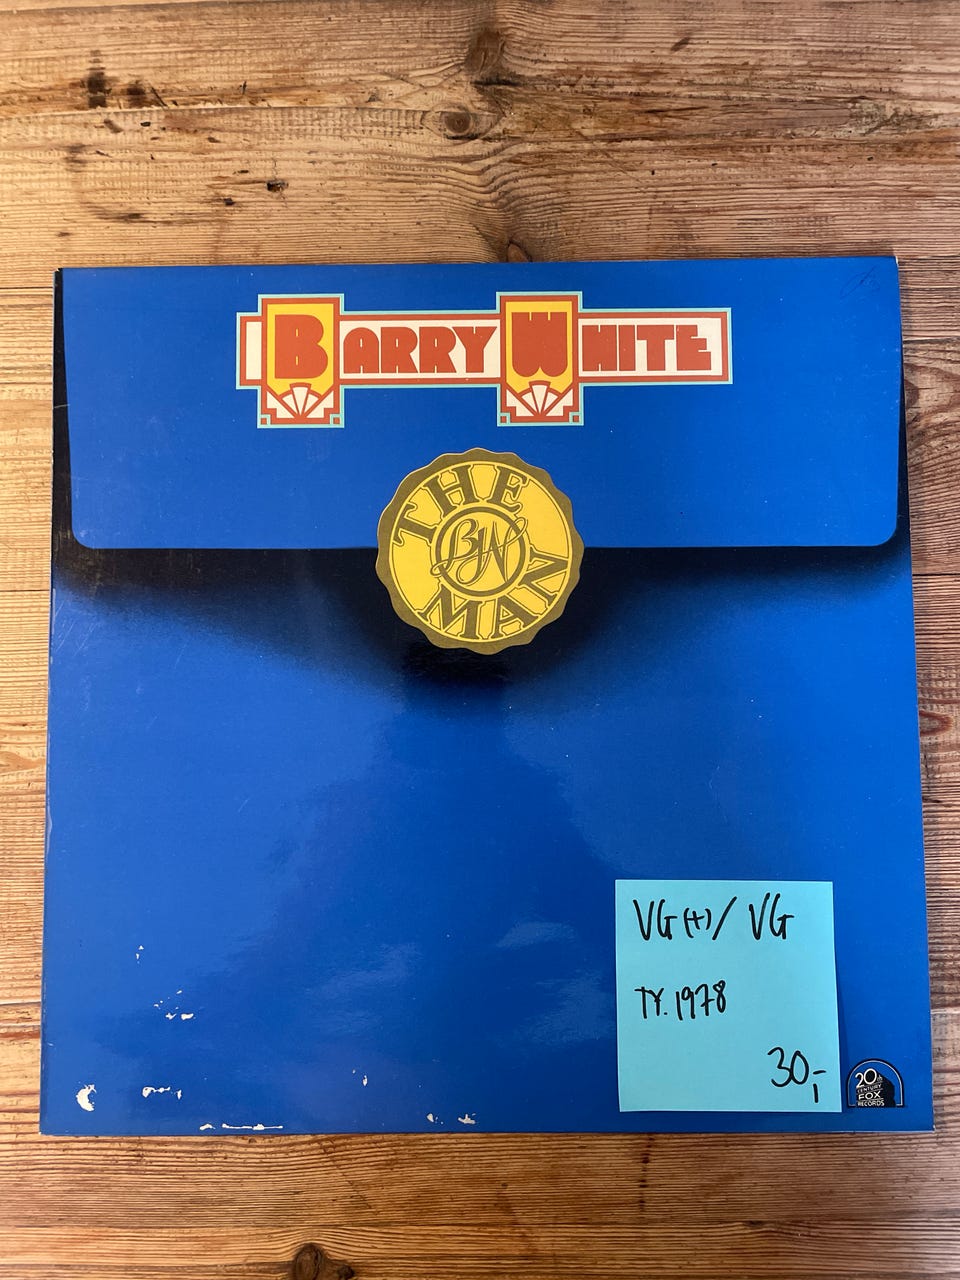 BARRY WHITE
THE
BW
MAN
VG(+)/ VG
TY. 1978
30,-
20th
CENTURY
FOX
RECORDS